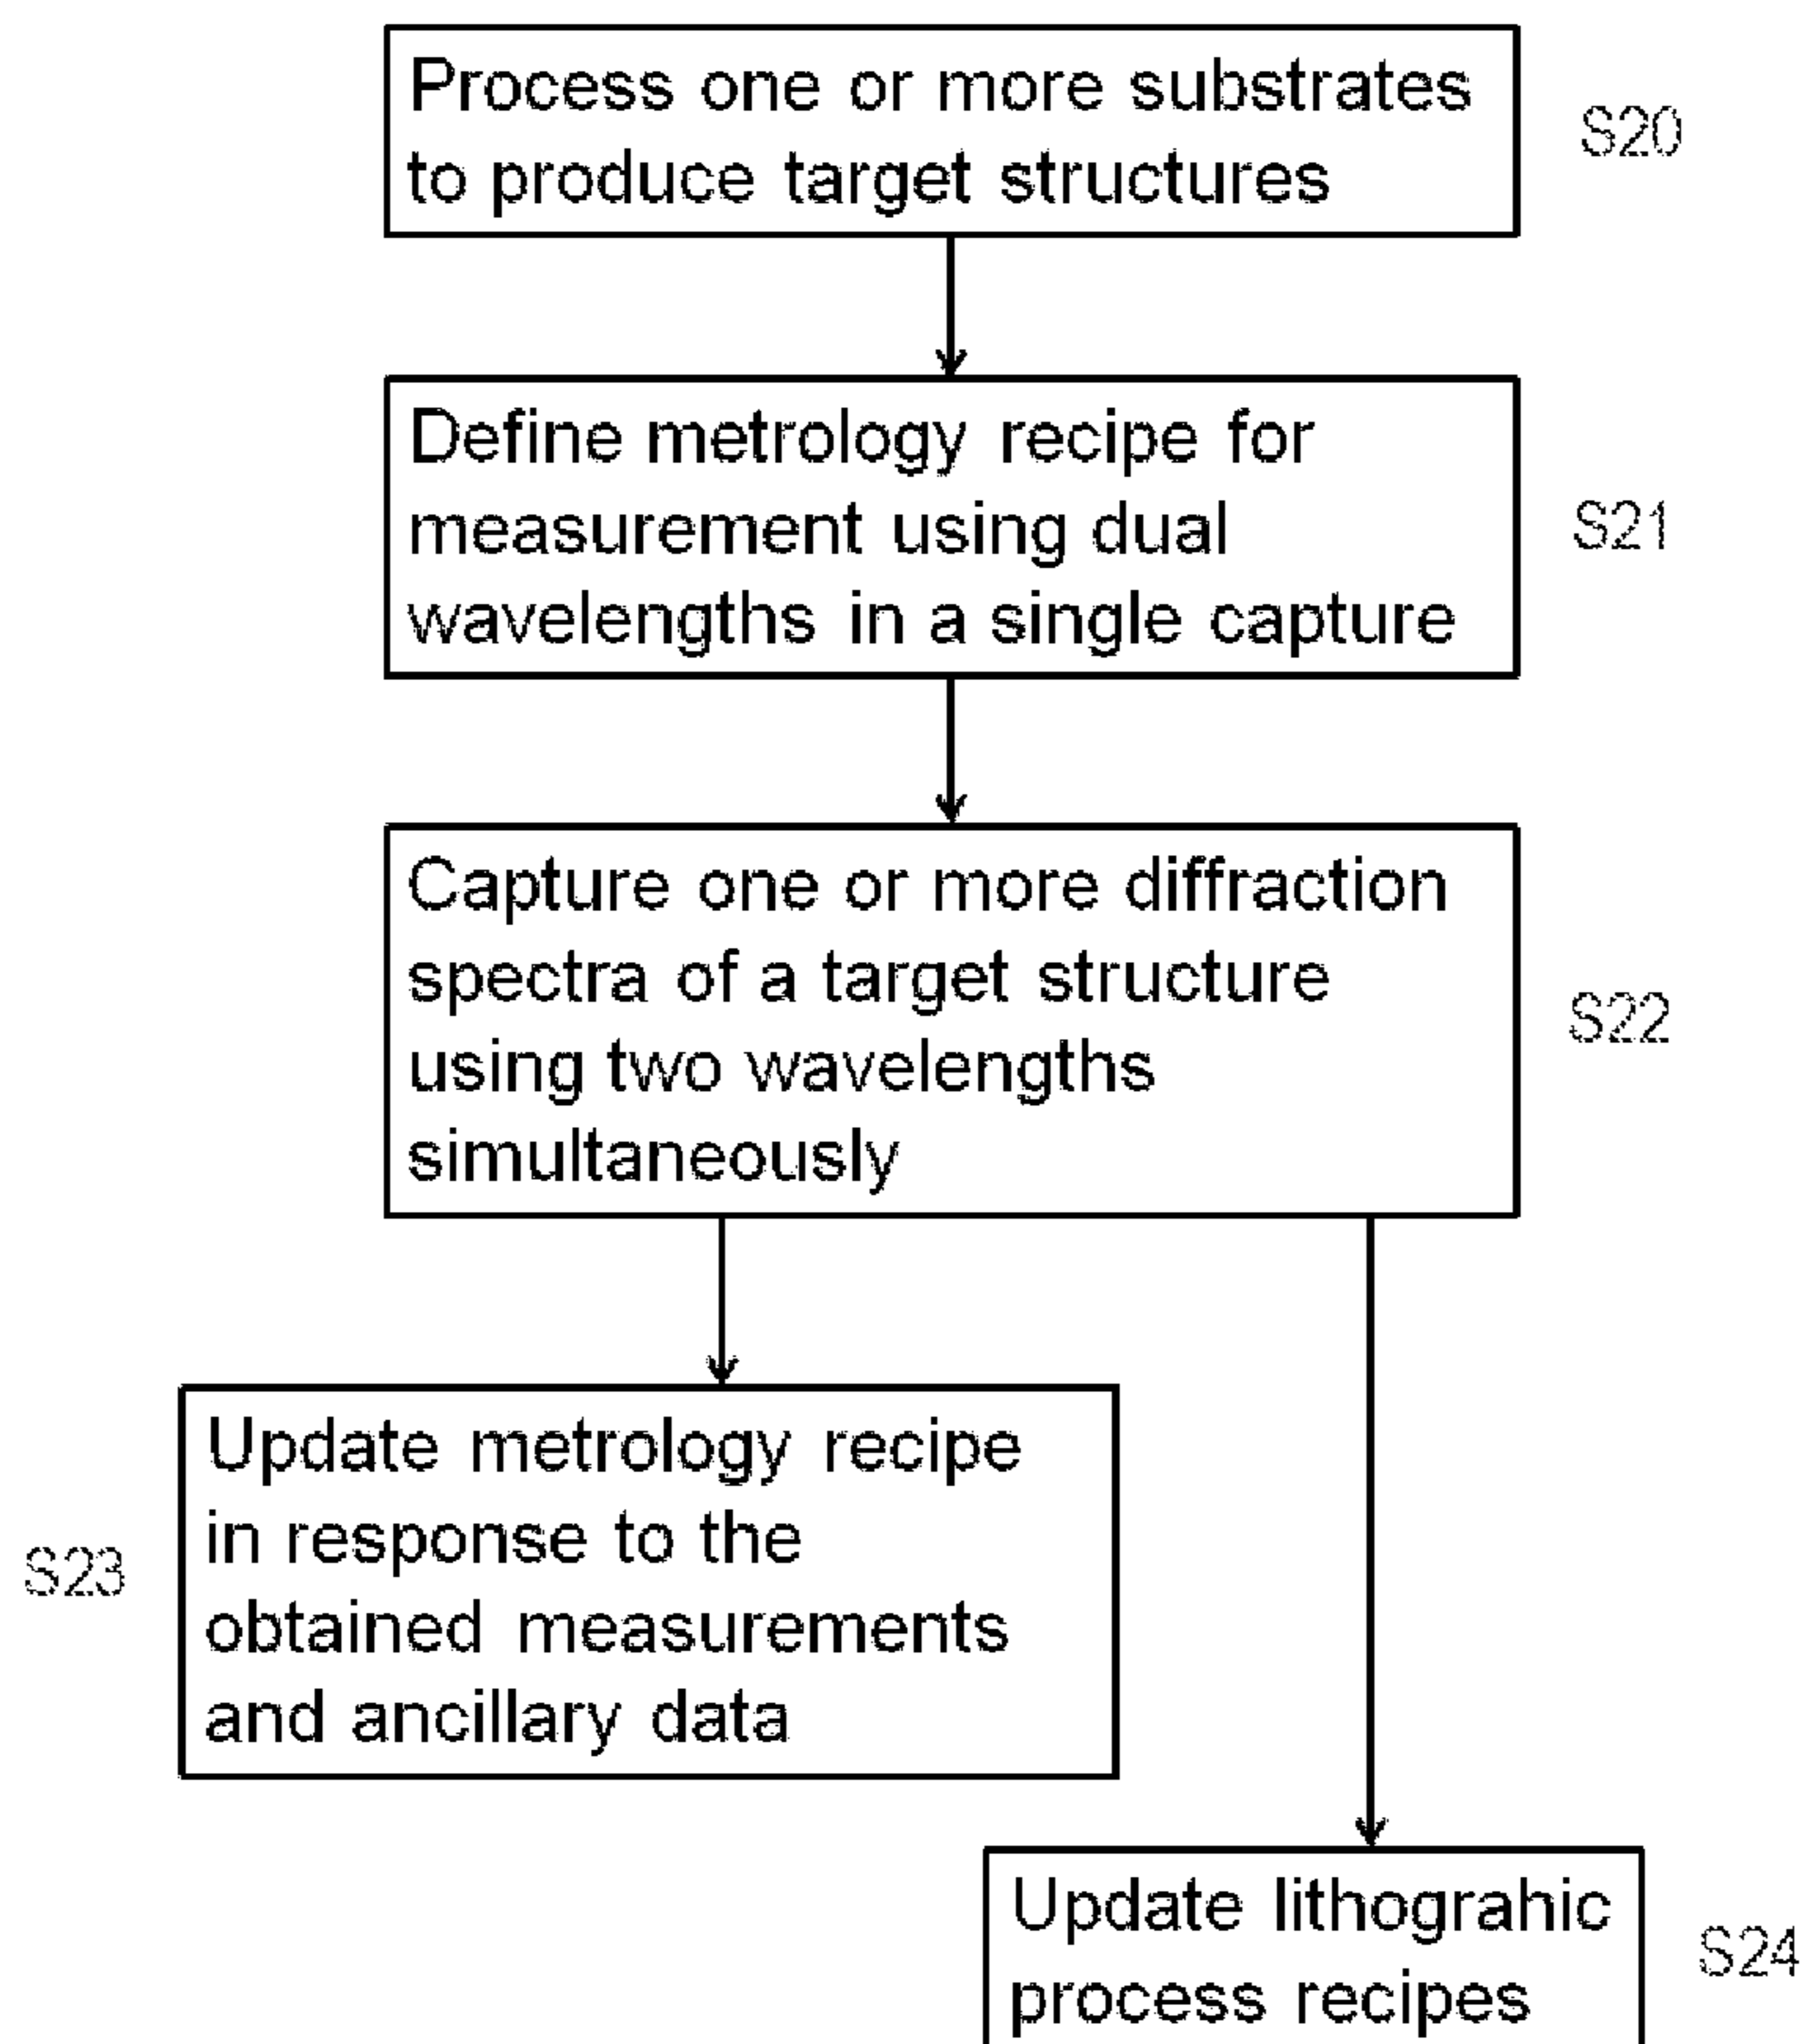 Process one or more substrates
to produce target structures
S20
Define metrology recipe for
measurement using dual
wavelengths in a single capture
S21
Capture one or more diffraction
spectra of a target structure
using two wavelengths
simultaneously
S22
Update metrology recipe
in response to the
obtained measurements
and ancillary data
S23
Update lithograhic
process recipes
S24